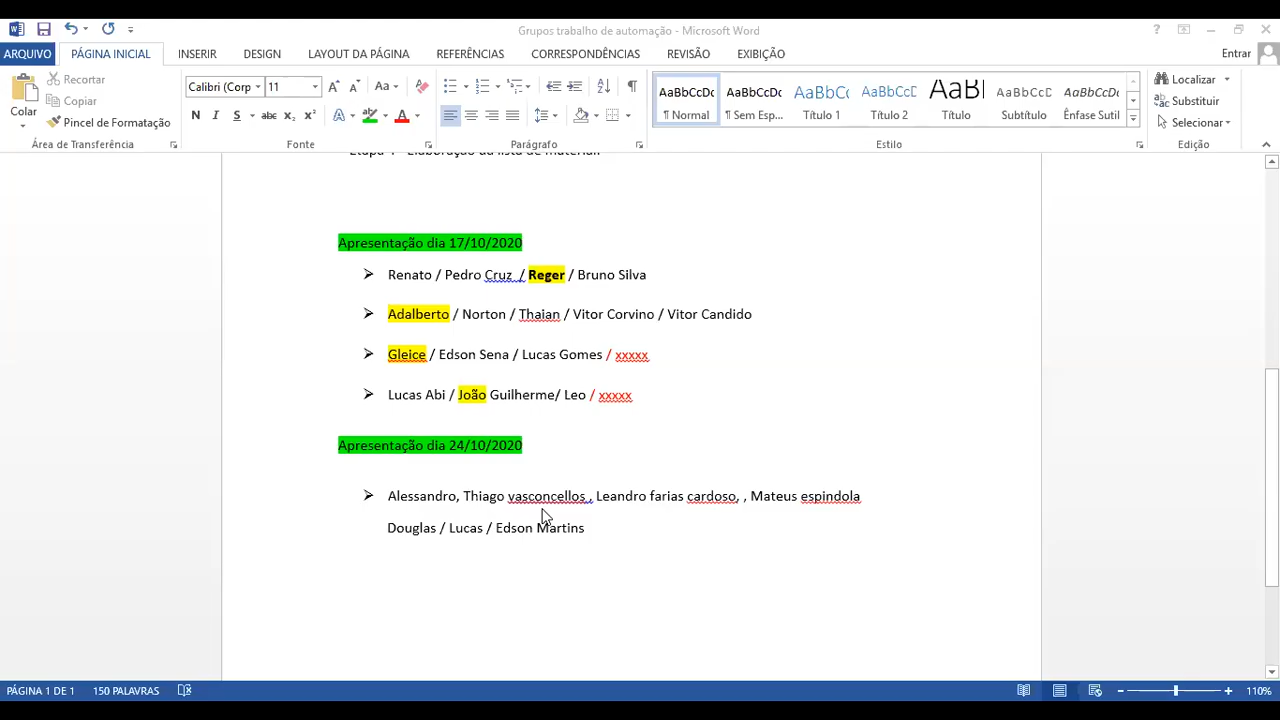 Grupos trabalho de automação - Microsoft Word
?
ARQUIVO PÁGINA INICIAL INSERIR DESIGN LAYOUT DA PÁGINA REFERÊNCIAS CORRESPONDÊNCIAS REVISÃO EXIBIÇÃO Entrar
Colar
Recortar
Copiar
Pincel de Formatação
Área de Transferência
Calibri (Corp 11
N I S abc x₂ x²
Fonte
Parágrafo
AaBbCcDc AaBbCcDc AaBbCc AaBbCcD AaBl AaBbCcD AaBbCcDc
¶ Normal ¶ Sem Esp... Título 1 Título 2 Título Subtítulo Ênfase Sutil
Estilo
Localizar
Substituir
Selecionar
Edição
Apresentação dia 17/10/2020
Renato / Pedro Cruz / Reger / Bruno Silva
Adalberto / Norton / Thaian / Vitor Corvino / Vitor Candido
Gleice / Edson Sena / Lucas Gomes / xxxxx
Lucas Abi / João Guilherme/ Leo / xxxxx
Apresentação dia 24/10/2020
Alessandro, Thiago vasconcellos , Leandro farias cardoso, , Mateus espindola
Douglas / Lucas / Edson Martins
PÁGINA 1 DE 1 150 PALAVRAS 110%